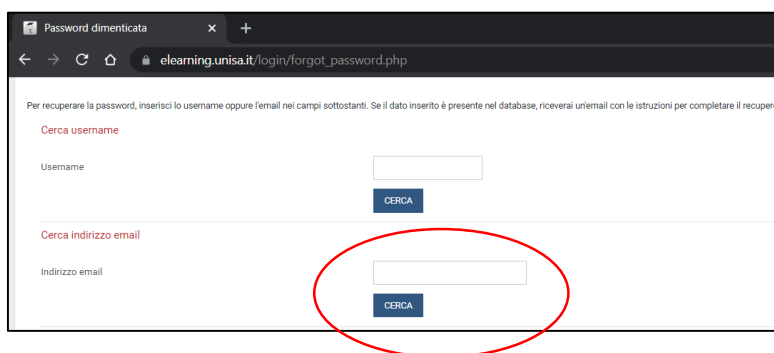 Password dimenticata
elearning.unisa.it/login/forgot_password.php
Per recuperare la password, inserisci lo username oppure l'email nei campi sottostanti. Se il dato inserito è presente nel database, riceverai un'email con le istruzioni per completare il recuper
Cerca username
Username
CERCA
Cerca indirizzo email
Indirizzo email
CERCA